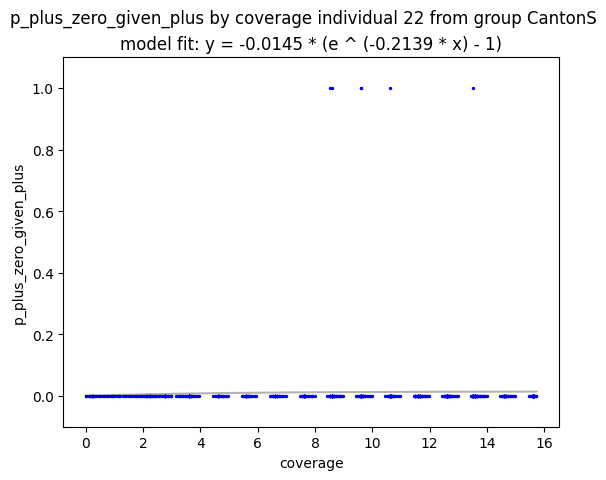 p_plus_zero_given_plus by coverage individual 22 from group CantonS
model fit: y = -0.0145 * (e ^ (-0.2139 * x) - 1)
1.0
0.8
0.6
0.4
0.2
0.0
p_plus_zero_given_plus
0 2 4 6 8 10 12 14 16
coverage